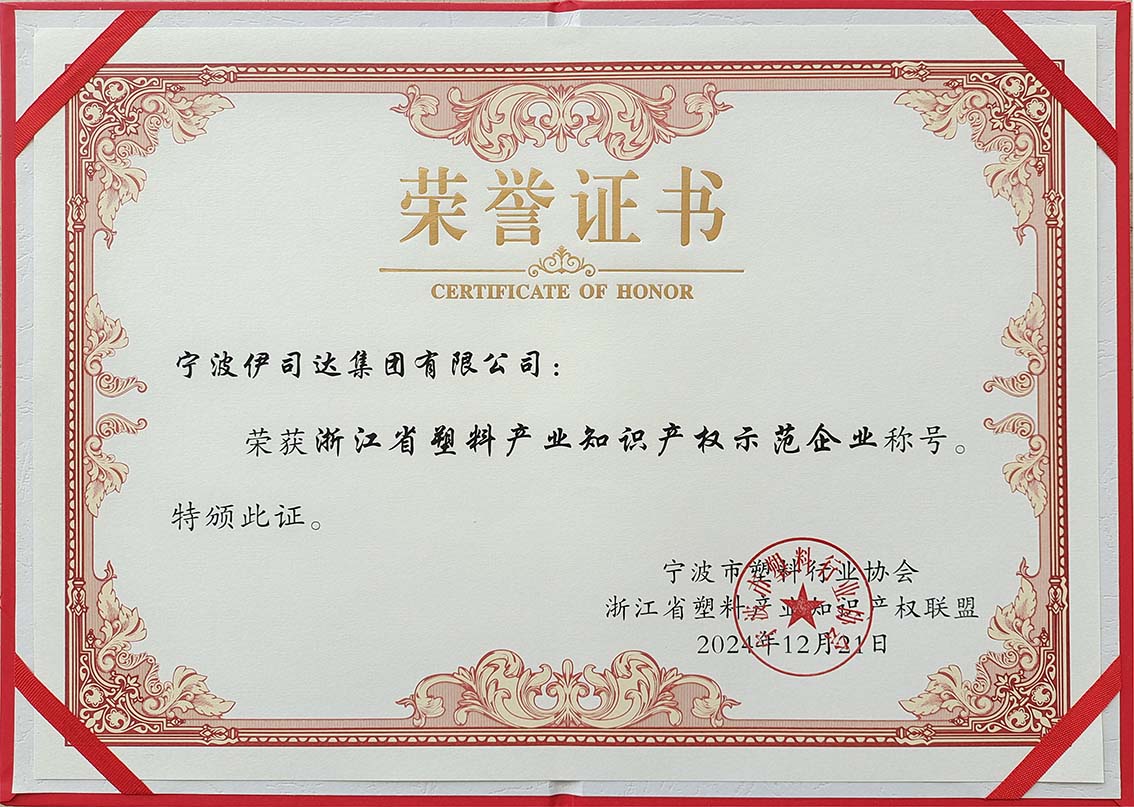 荣誉证书
CERTIFICATE OF HONOR
宁波伊司达集团有限公司：
荣获浙江省塑料产业知识产权示范企业称号。
特颁此证。
宁波市塑料行业协会
浙江省塑料产业知识产权联盟
2024年12月21日